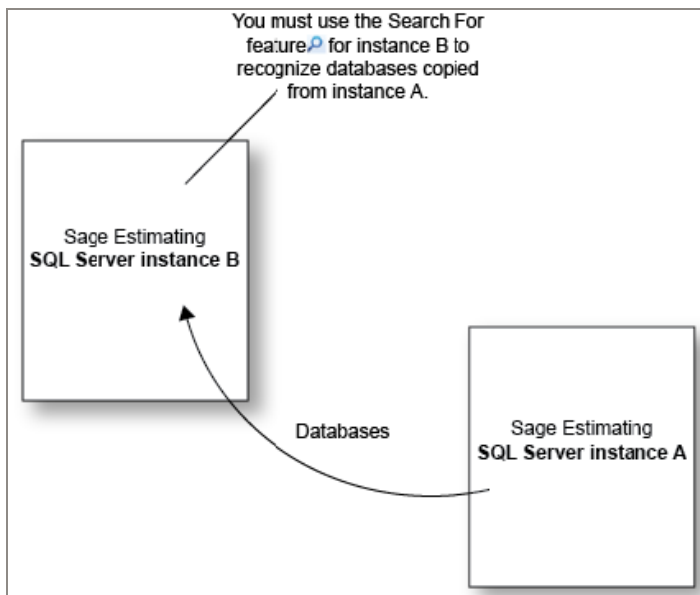 You must use the Search For
feature for instance B to
recognize databases copied
from instance A.
Sage Estimating
SQL Server instance B
Databases
Sage Estimating
SQL Server instance A